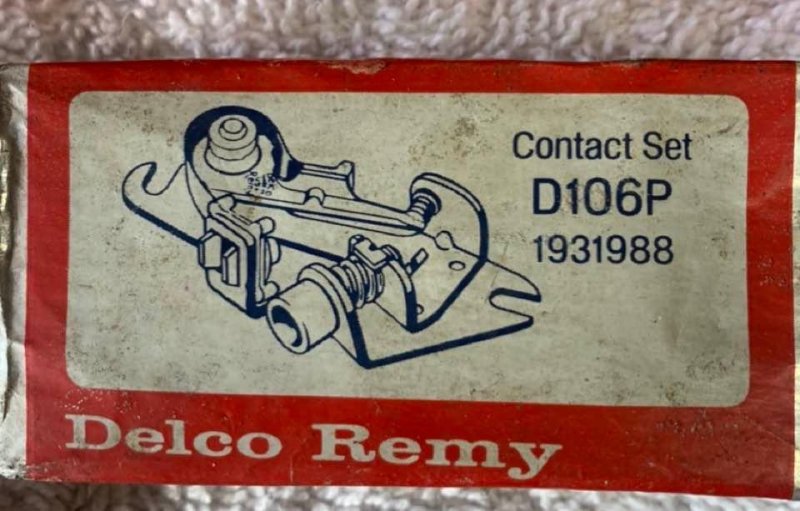 Contact Set
D106P
1931988
Delco Remy